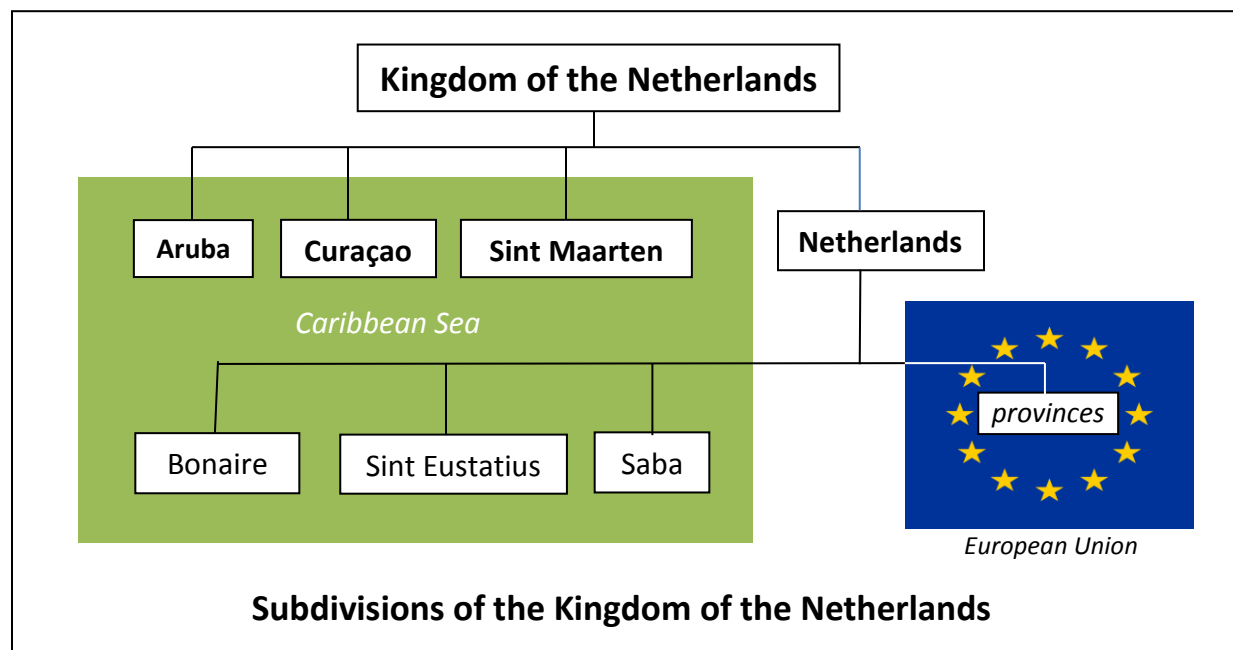 Kingdom of the Netherlands
Aruba
Curaçao
Sint Maarten
Netherlands
Caribbean Sea
provinces
Bonaire
Sint Eustatius
Saba
European Union
Subdivisions of the Kingdom of the Netherlands